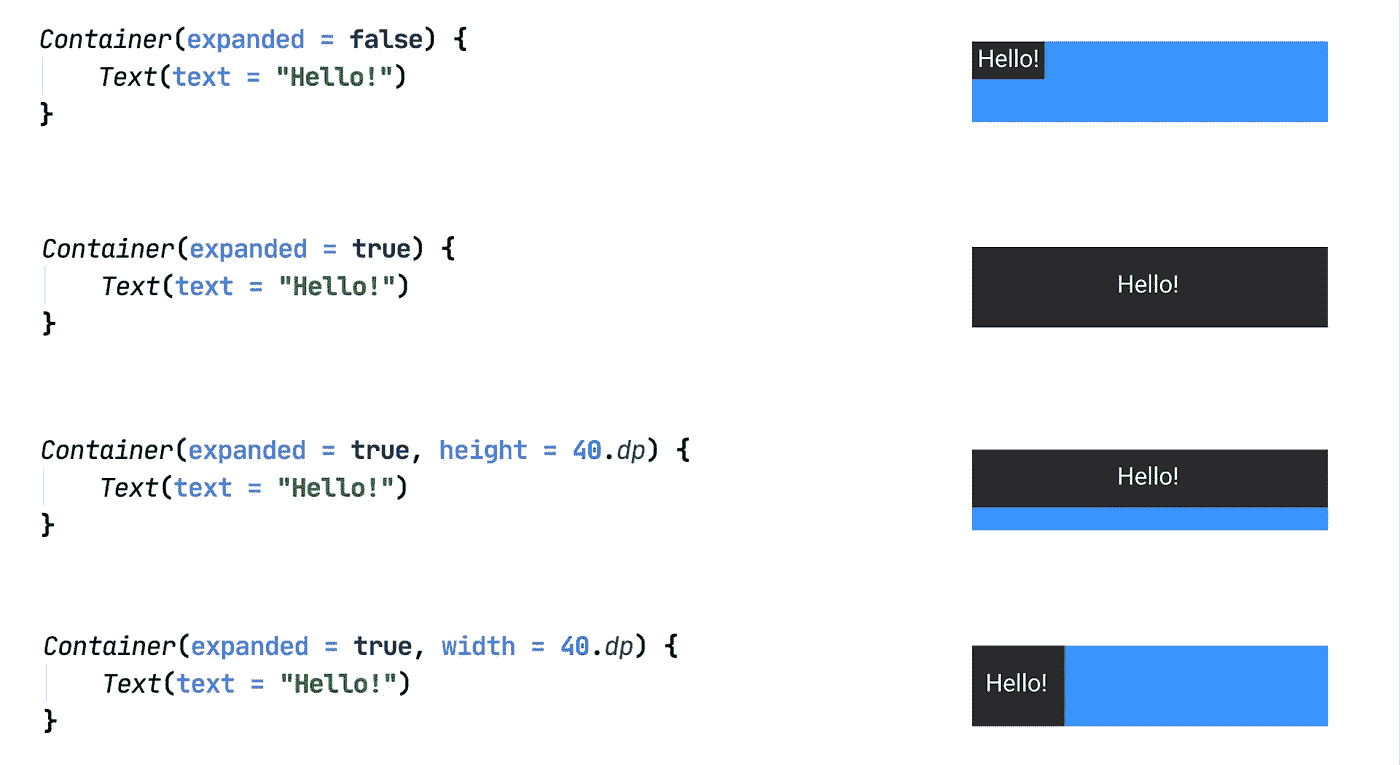 Container(expanded = false) {
Text(text = "Hello!")
}
Hello!
Container(expanded = true) {
Text(text = "Hello!")
}
Hello!
Container(expanded = true, height = 40.dp) {
Text(text = "Hello!")
}
Hello!
Container(expanded = true, width = 40.dp) {
Text(text = "Hello!")
}
Hello!